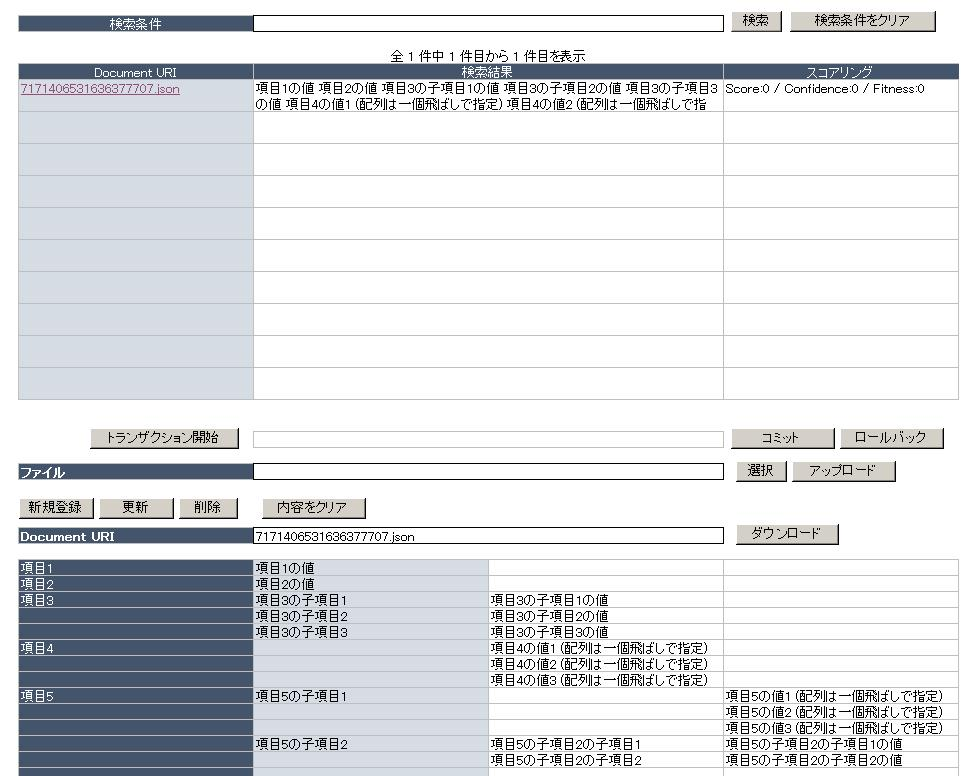 検索条件 検索 検索条件をクリア
全 1 件中 1 件目から 1 件目を表示
Document URI 検索結果 スコアリング
7171406531636377707.json 項目1の値 項目2の値 項目3の子項目1の値 項目3の子項目2の値 項目3の子項目3 Score:0 / Confidence:0 / Fitness:0
の値 項目4の値1 (配列は一個飛ばしで指定) 項目4の値2 (配列は一個飛ばしで指
トランザクション開始 コミット ロールバック
ファイル 選択 アップロード
新規登録 更新 削除 内容をクリア
Document URI 7171406531636377707.json ダウンロード
項目1 項目1の値
項目2 項目2の値
項目3 項目3の子項目1 項目3の子項目1の値
項目3の子項目2 項目3の子項目2の値
項目3の子項目3 項目3の子項目3の値
項目4 項目4の値1 (配列は一個飛ばしで指定)
項目4の値2 (配列は一個飛ばしで指定)
項目4の値3 (配列は一個飛ばしで指定)
項目5 項目5の子項目1 項目5の値1 (配列は一個飛ばしで指定)
項目5の値2 (配列は一個飛ばしで指定)
項目5の値3 (配列は一個飛ばしで指定)
項目5の子項目2 項目5の子項目2の子項目1 項目5の子項目2の子項目1の値
項目5の子項目2の子項目2 項目5の子項目2の子項目2の値